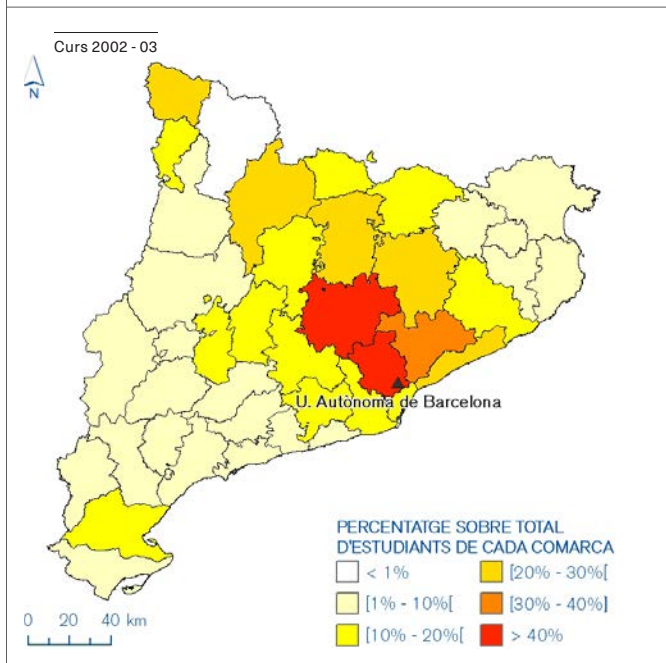 Curs 2002 - 03
N
U. Autònoma de Barcelona
PERCENTATGE SOBRE TOTAL
D'ESTUDIANTS DE CADA COMARCA
< 1%
[1% - 10%[
[10% - 20%[
[20% - 30%[
[30% - 40%]
> 40%
0 20 40 km